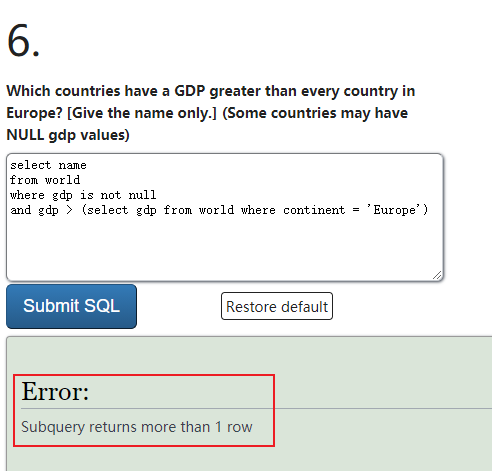 6.
Which countries have a GDP greater than every country in
Europe? [Give the name only.] (Some countries may have
NULL gdp values)
select name
from world
where gdp is not null
and gdp > (select gdp from world where continent = 'Europe')
Submit SQL
Restore default
Error:
Subquery returns more than 1 row